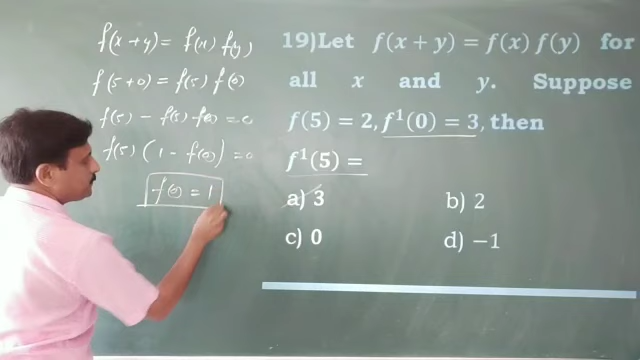 f(x+y) = f(x) f(y)
f(5+0) = f(5) f(0)
f(5) - f(5) f(0) = 0
f(5) (1 - f(0)) = 0
f(0) = 1
19)Let f(x + y) = f(x) f(y) for
all x and y. Suppose
f(5) = 2, f¹(0) = 3, then
f¹(5) =
a) 3 b) 2
c) 0 d) −1